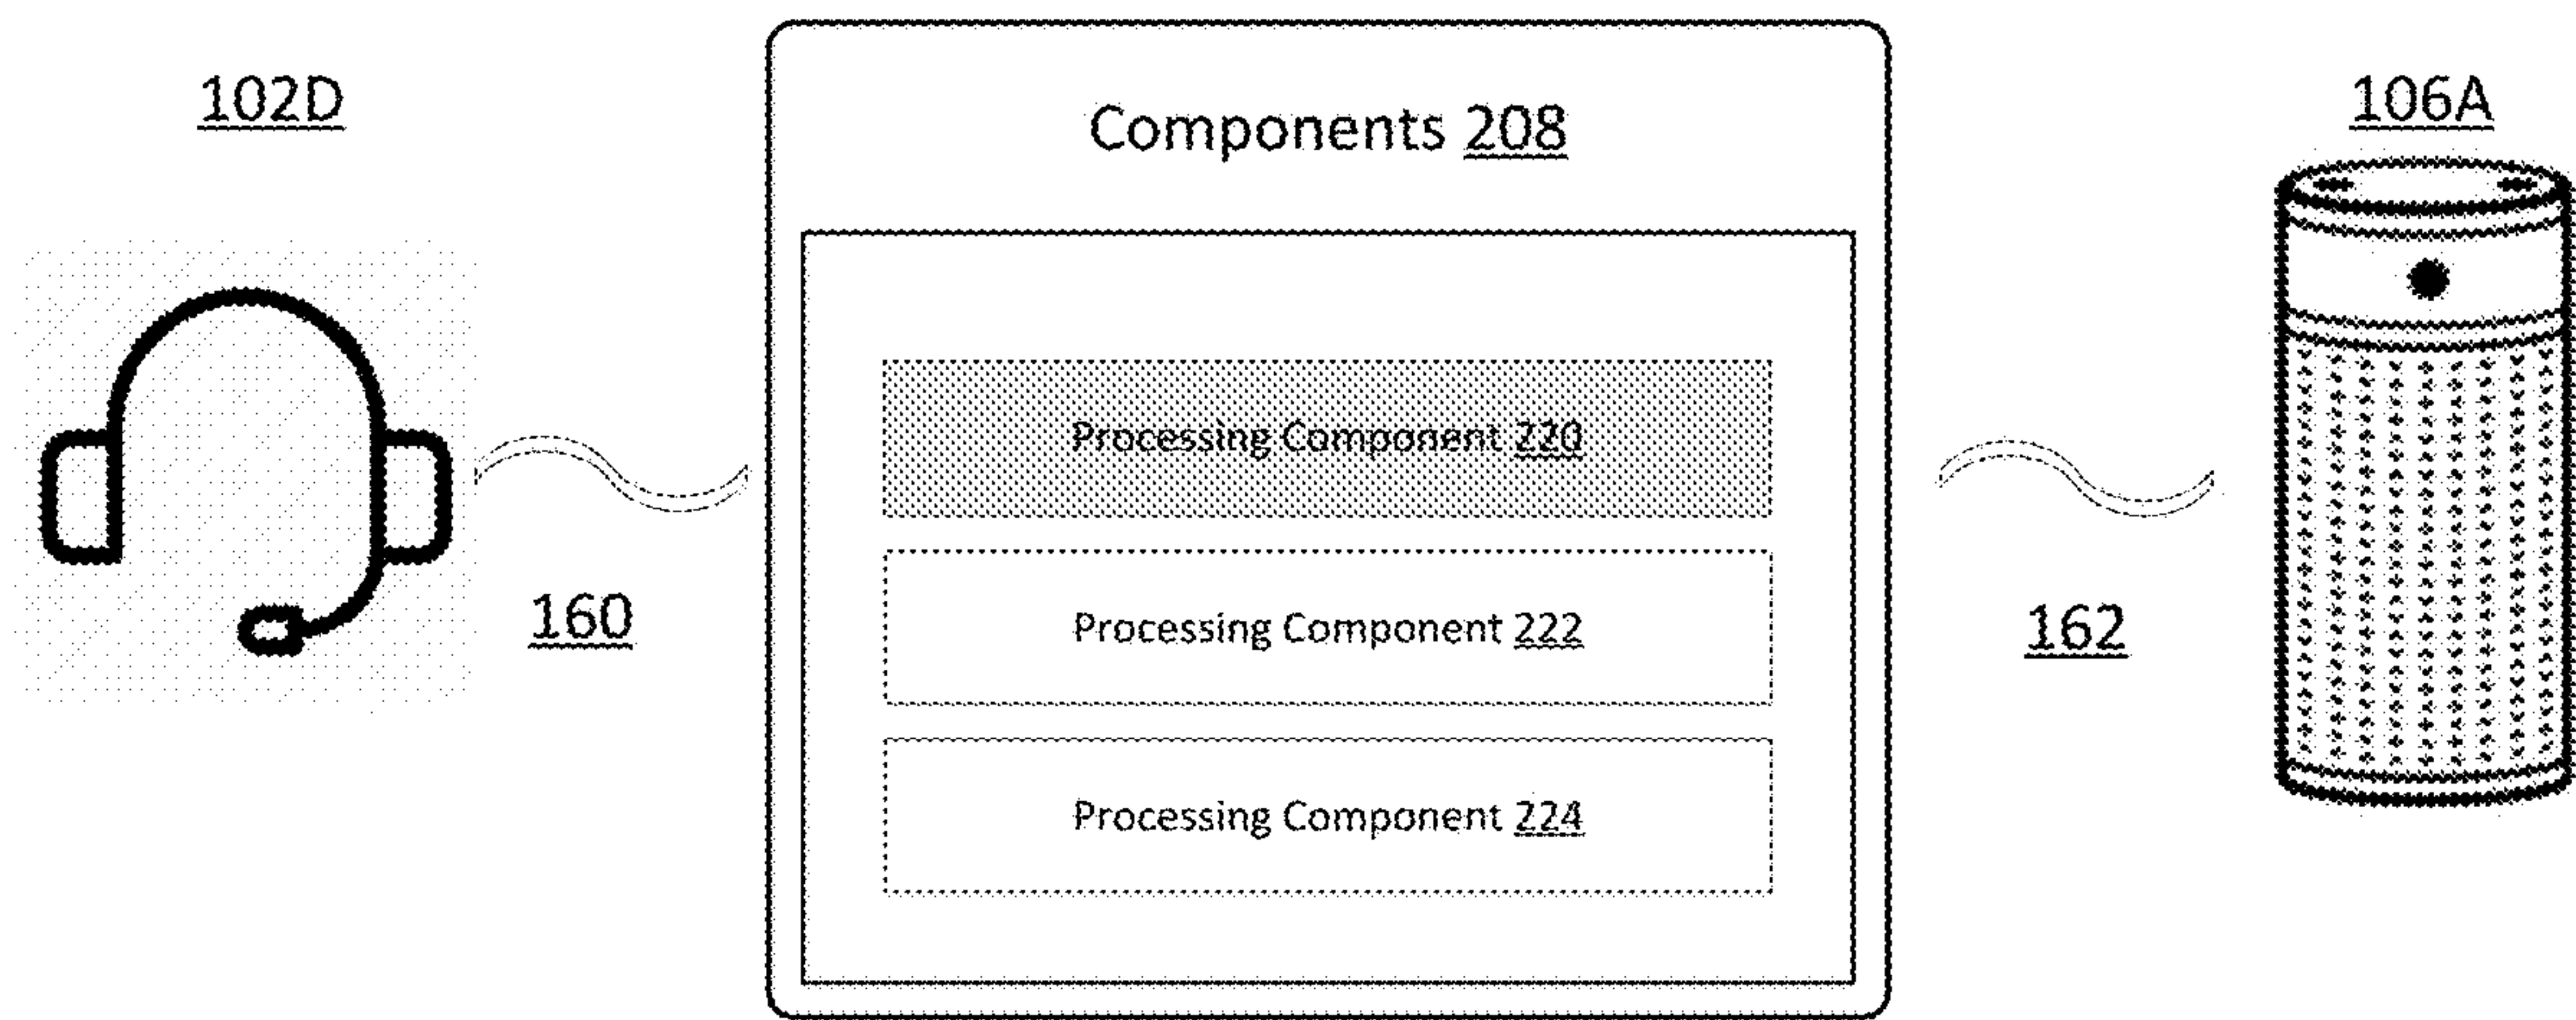 102D
Components 208
106A
Processing Component 220
160
Processing Component 222
162
Processing Component 224